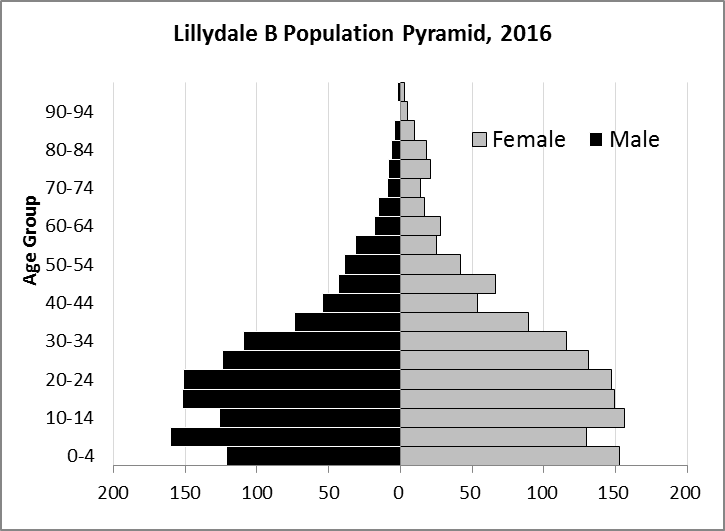 Lillydale B Population Pyramid, 2016
Age Group
90-94
80-84
70-74
60-64
50-54
40-44
30-34
20-24
10-14
0-4
Female Male
200 150 100 50 0 50 100 150 200